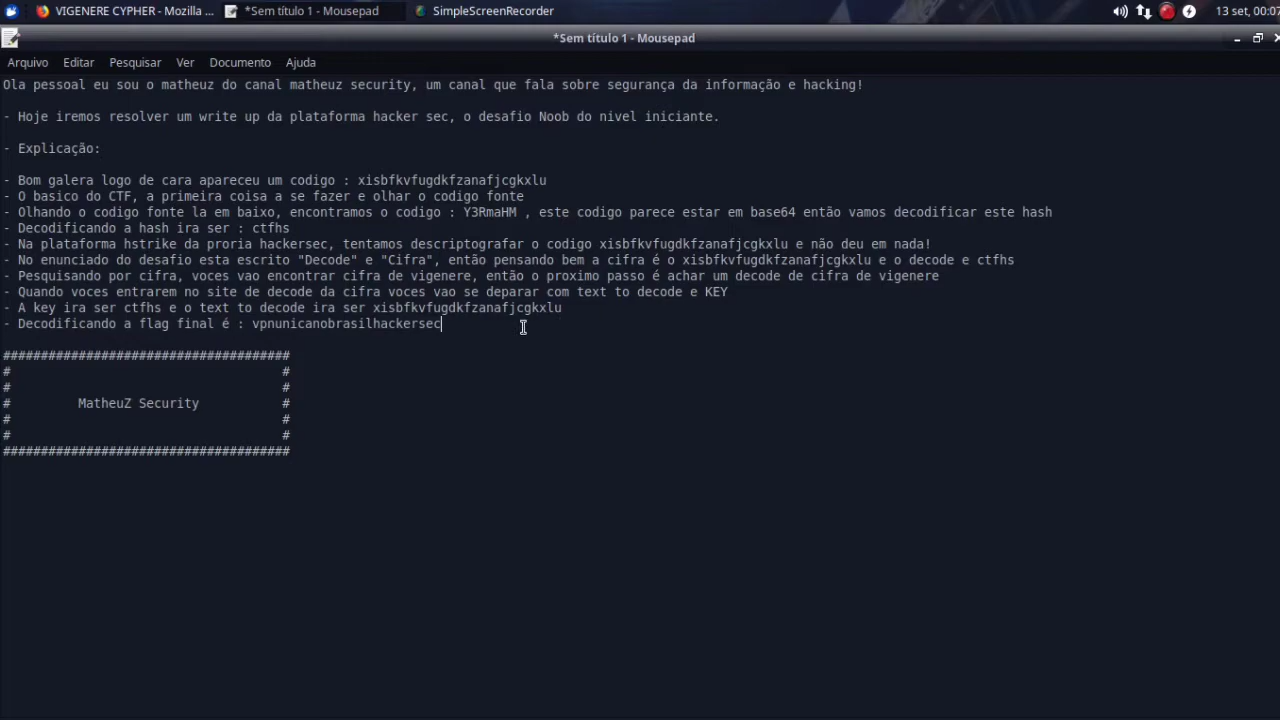 VIGENERE CYPHER - Mozilla ...
*Sem título 1 - Mousepad
SimpleScreenRecorder
13 set, 00:07
*Sem título 1 - Mousepad
Arquivo Editar Pesquisar Ver Documento Ajuda
Ola pessoal eu sou o matheuz do canal matheuz security, um canal que fala sobre segurança da informação e hacking!
- Hoje iremos resolver um write up da plataforma hacker sec, o desafio Noob do nivel iniciante.
- Explicação:
- Bom galera logo de cara apareceu um codigo : xisbfkvfugdkfzanafjcgkxlu
- O basico do CTF, a primeira coisa a se fazer e olhar o codigo fonte
- Olhando o codigo fonte la em baixo, encontramos o codigo : Y3RmaHM , este codigo parece estar em base64 então vamos decodificar este hash
- Decodificando a hash ira ser : ctfhs
- Na plataforma hstrike da proria hackersec, tentamos descriptografar o codigo xisbfkvfugdkfzanafjcgkxlu e não deu em nada!
- No enunciado do desafio esta escrito "Decode" e "Cifra", então pensando bem a cifra é o xisbfkvfugdkfzanafjcgkxlu e o decode e ctfhs
- Pesquisando por cifra, voces vao encontrar cifra de vigenere, então o proximo passo é achar um decode de cifra de vigenere
- Quando voces entrarem no site de decode da cifra voces vao se deparar com text to decode e KEY
- A key ira ser ctfhs e o text to decode ira ser xisbfkvfugdkfzanafjcgkxlu
- Decodificando a flag final é : vpnunicanobrasilhackersec
######################################
# #
# #
# MatheuZ Security #
# #
# #
######################################